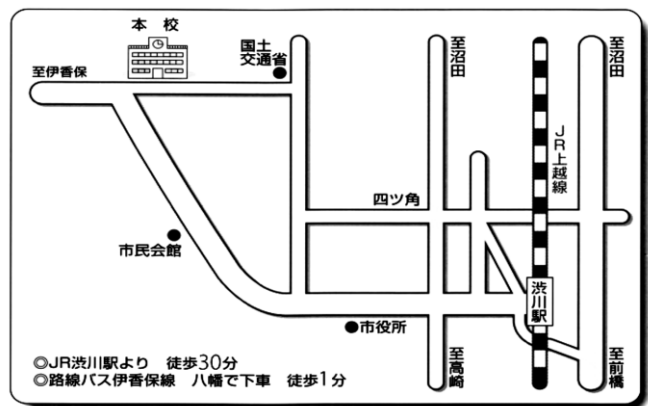 本校
国土
交通省
至伊香保
至沼田
至沼田
JR上越線
四ツ角
市民会館
渋川駅
市役所
至高崎
至前橋
◎JR渋川駅より 徒歩30分
◎路線バス伊香保線 八幡で下車 徒歩1分